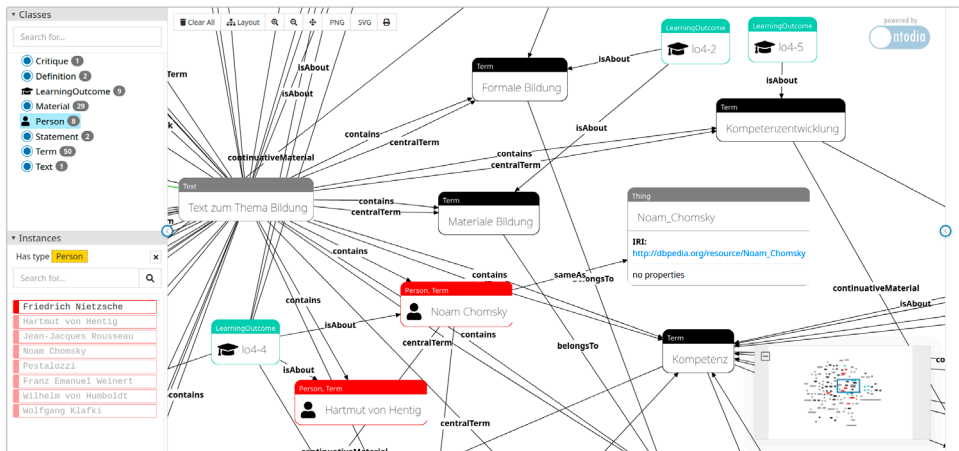 Classes
Search for...
Critique 1
Definition 2
LearningOutcome 9
Material 29
Person 8
Statement 2
Term 50
Text 1
Instances
Has type Person
Search for...
Friedrich Nietzsche
Hartmut von Hentig
Jean-Jacques Rousseau
Noam Chomsky
Pestalozzi
Franz Emanuel Weinert
Wilhelm von Humboldt
Wolfgang Klafki
Clear All
Layout
PNG
SVG
powered by
ntodia
LearningOutcome
lo4-2
LearningOutcome
lo4-5
Term
isAbout
isAbout
isAbout
Term
Formale Bildung
Term
Kompetenzentwicklung
isAbout
contains
centralTerm
continuativeMaterial
contains
centralTerm
Text
Text zum Thema Bildung
contains
centralTerm
Term
Materiale Bildung
Thing
Noam_Chomsky
IRI:
http://dbpedia.org/resource/Noam_Chomsky
no properties
contains
contains
sameAs
continuativeMaterial
isAbout
Person, Term
Noam Chomsky
contains
LearningOutcome
lo4-4
isAbout
contains
centralTerm
belongsTo
Term
Kompetenz
isAbout
Person, Term
Hartmut von Hentig
contains
centralTerm